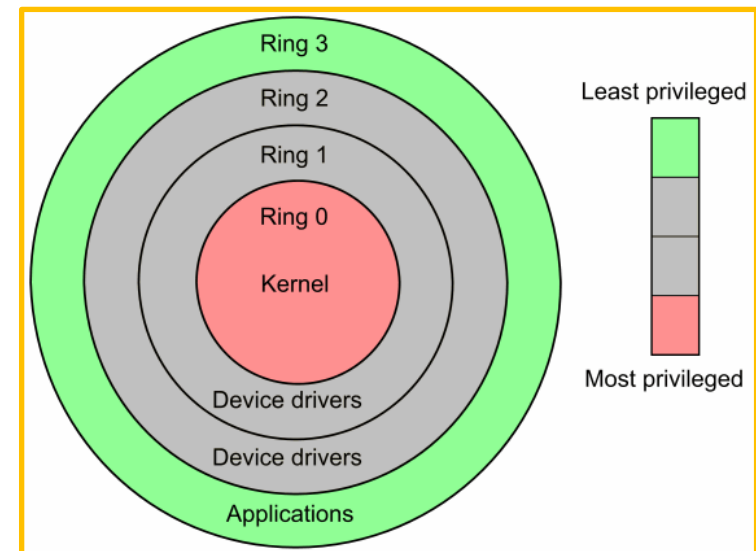 Ring 3
Ring 2
Ring 1
Ring 0
Kernel
Device drivers
Device drivers
Applications
Least privileged
Most privileged